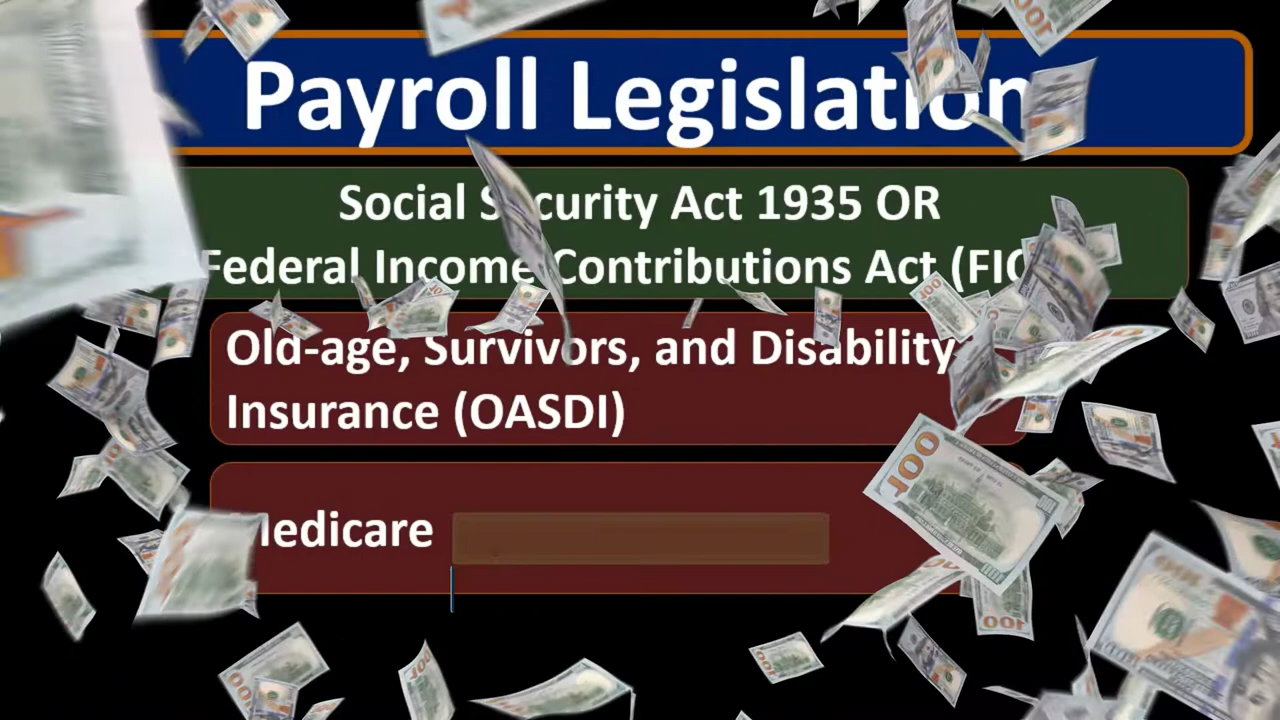 Payroll Legislation
Social Security Act 1935 OR
Federal Income Contributions Act (FIC
Old-age, Survivors, and Disability
Insurance (OASDI)
Medicare